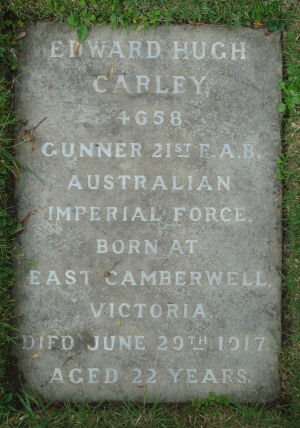 EDWARD HUGH
CARLEY.
4658.
GUNNER 21ST F.A.B.
AUSTRALIAN
IMPERIAL FORCE.
BORN AT
EAST CAMBERWELL,
VICTORIA.
DIED JUNE 29TH 1917.
AGED 22 YEARS.